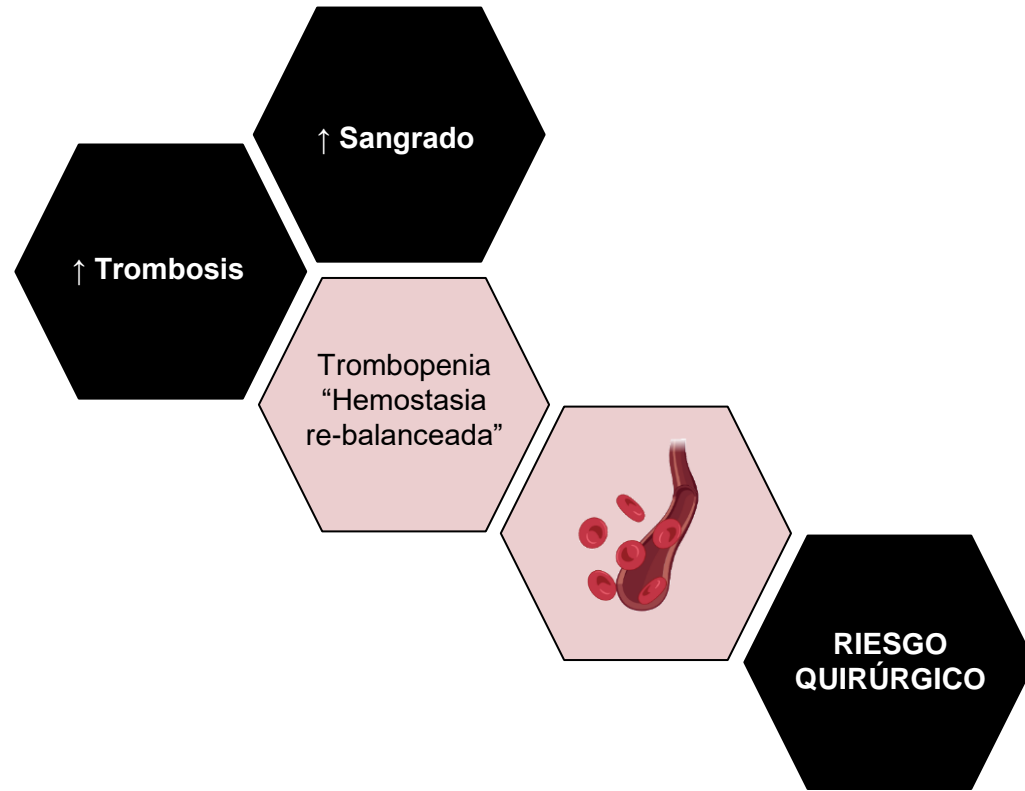 ↑ Sangrado
↑ Trombosis
Trombopenia
“Hemostasia
re-balanceada”
RIESGO
QUIRÚRGICO